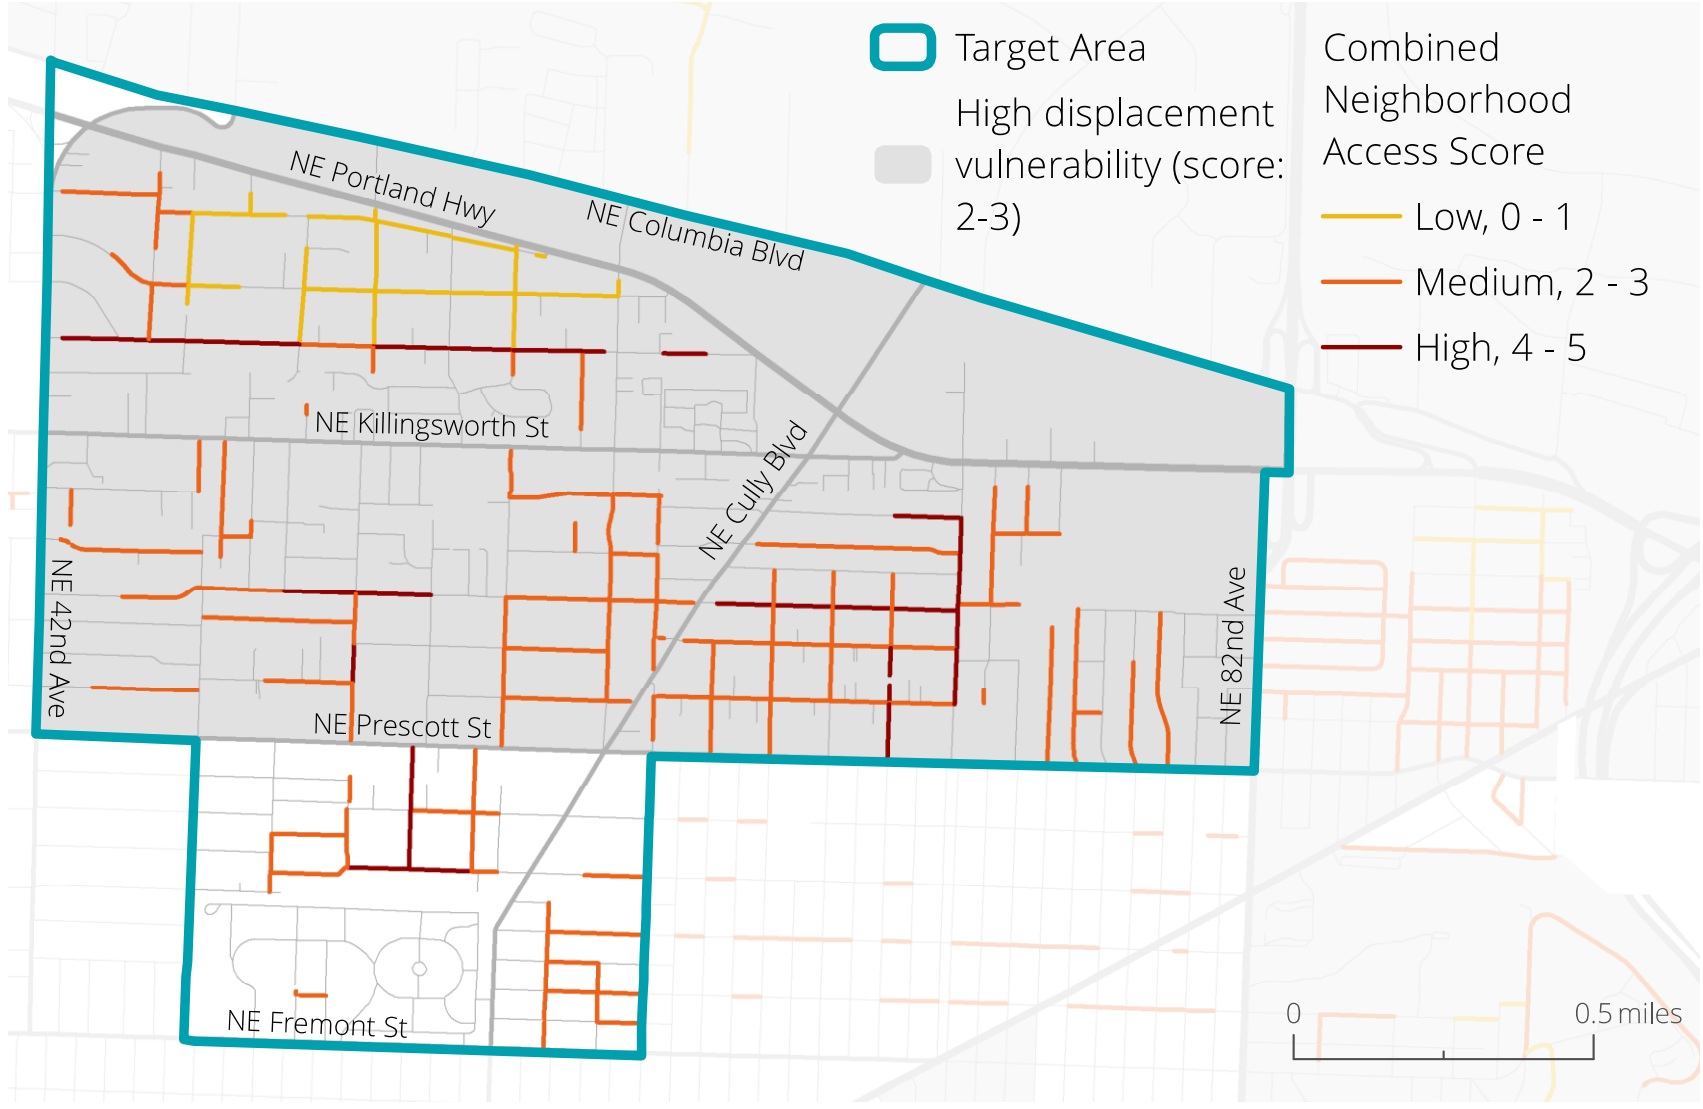 Target Area
High displacement
vulnerability (score:
2-3)
Combined
Neighborhood
Access Score
Low, 0 - 1
Medium, 2 - 3
High, 4 - 5
NE Portland Hwy
NE Columbia Blvd
NE Killingsworth St
NE Cully Blvd
NE 42nd Ave
NE 82nd Ave
NE Prescott St
NE Fremont St
0 0.5 miles